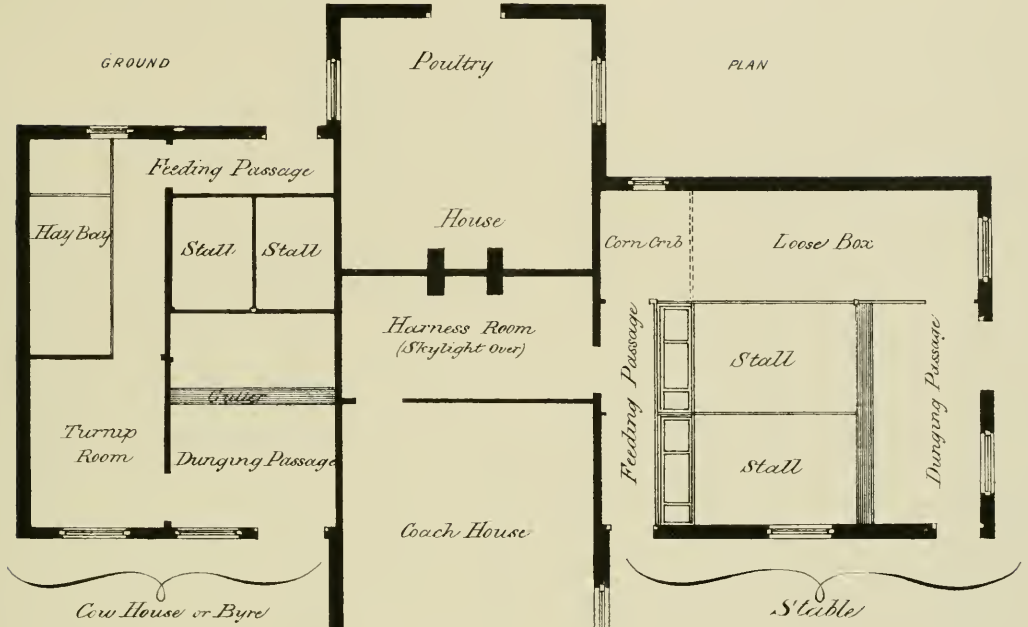 GROUND
PLAN
Poultry
House
Feeding Passage
Hay Bay
Stall
Stall
Gutter
Turnip
Room
Dunging Passage
Harness Room
(Skylight Over)
Coach House
Corn Crib
Loose Box
Feeding Passage
Stall
Stall
Dunging Passage
Cow House or Byre
Stable